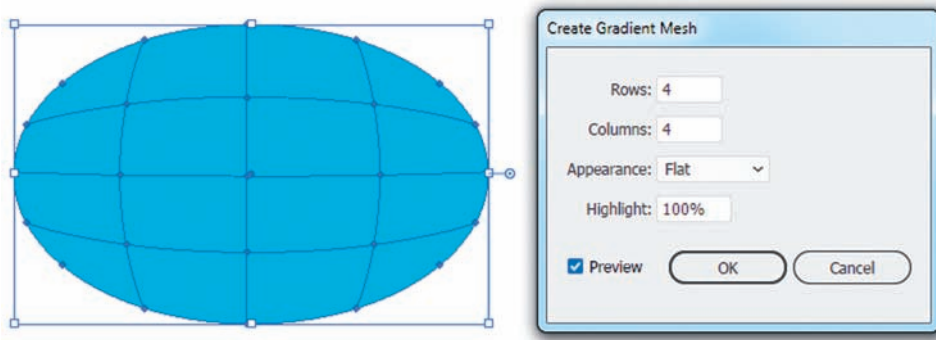 Create Gradient Mesh
Rows: 4
Columns: 4
Appearance: Flat
Highlight: 100%
Preview OK Cancel